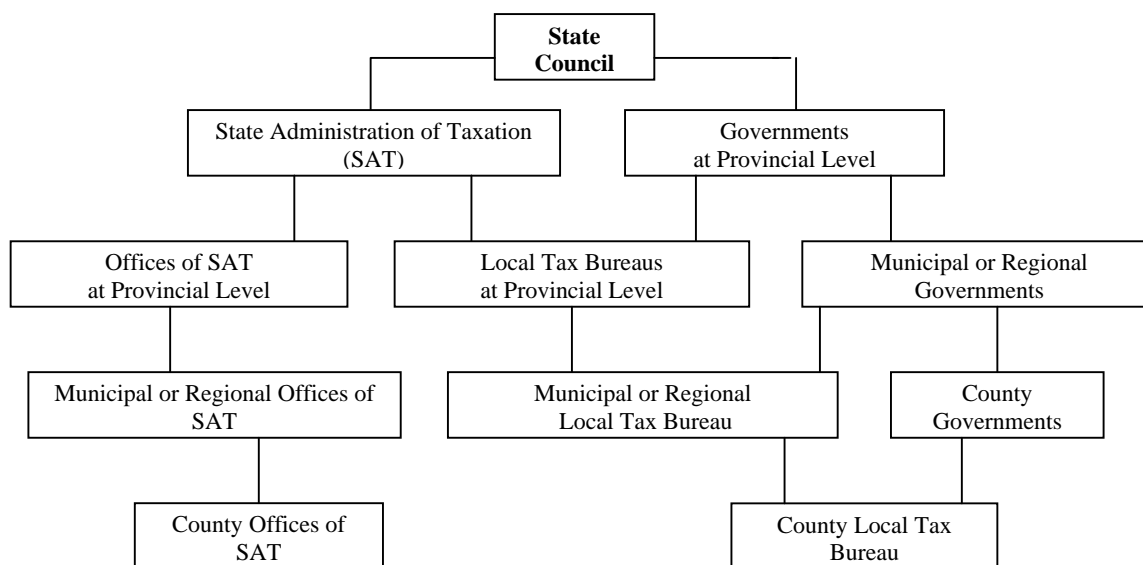 State
Council
State Administration of Taxation
(SAT)
Governments
at Provincial Level
Offices of SAT
at Provincial Level
Local Tax Bureaus
at Provincial Level
Municipal or Regional
Governments
Municipal or Regional Offices of
SAT
Municipal or Regional
Local Tax Bureau
County
Governments
County Offices of
SAT
County Local Tax
Bureau